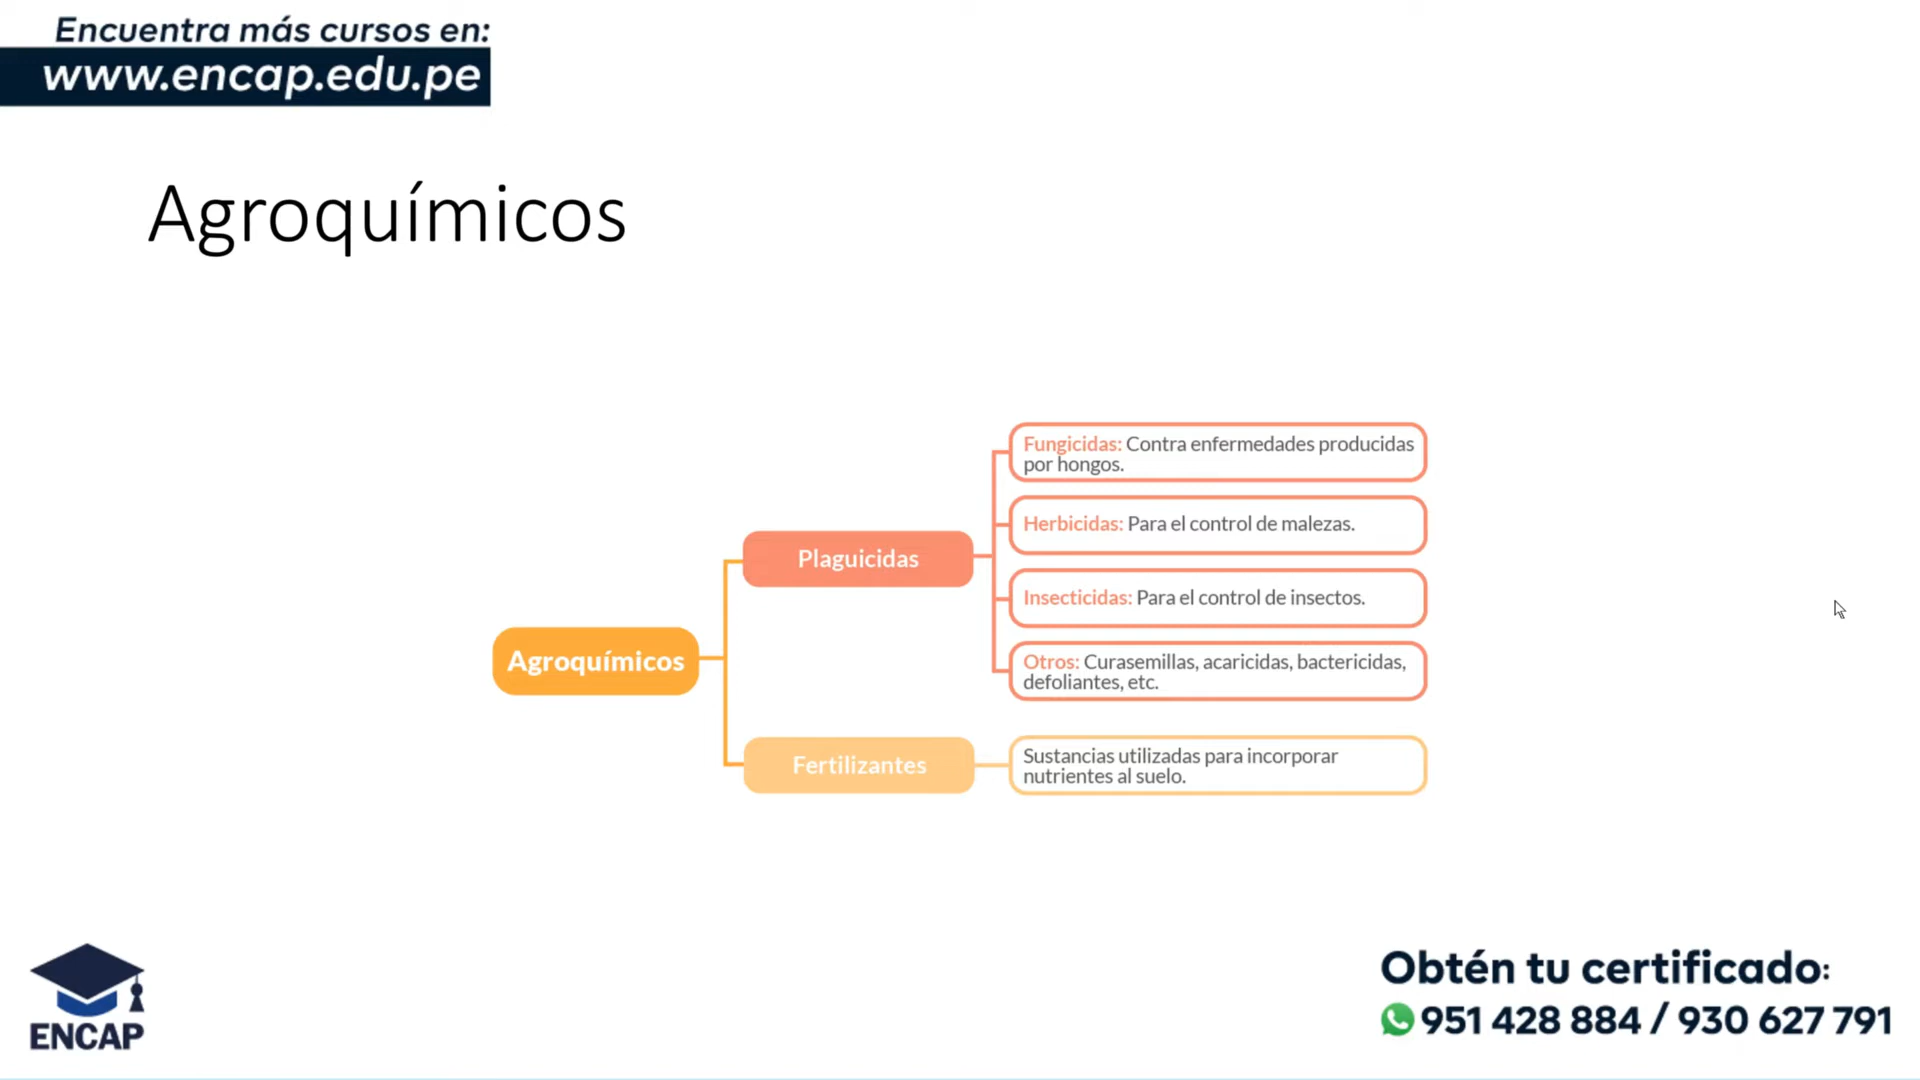 Encuentra más cursos en:
www.encap.edu.pe
Agroquímicos
Agroquímicos
Plaguicidas
Fungicidas: Contra enfermedades producidas
por hongos.
Herbicidas: Para el control de malezas.
Insecticidas: Para el control de insectos.
Otros: Curasemillas, acaricidas, bactericidas,
defoliantes, etc.
Fertilizantes
Sustancias utilizadas para incorporar
nutrientes al suelo.
ENCAP
Obtén tu certificado:
951 428 884 / 930 627 791